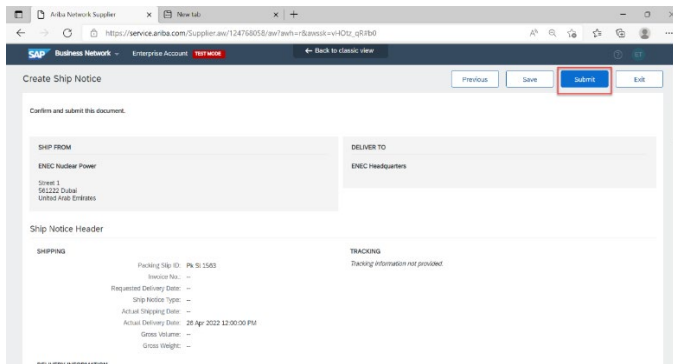 Ariba Network Supplier
New tab
https://service.ariba.com/Supplier.aw/124768058/aw?awh=r&awssk=vHDtz_qR#b0
SAP Business Network Enterprise Account TEST MODE
← Back to classic view
Create Ship Notice
Previous
Save
Submit
Exit
Confirm and submit this document.
SHIP FROM
ENEC Nuclear Power
Street 1
581222 Dubai
United Arab Emirates
DELIVER TO
ENEC Headquarters
Ship Notice Header
SHIPPING
Packing Slip ID: Pk Sl 1583
Invoice No.: --
Requested Delivery Date: --
Ship Notice Type: --
Actual Shipping Date: --
Actual Delivery Date: 28 Apr 2022 12:00:00 PM
Gross Volume: --
Gross Weight: --
TRACKING
Tracking information not provided.